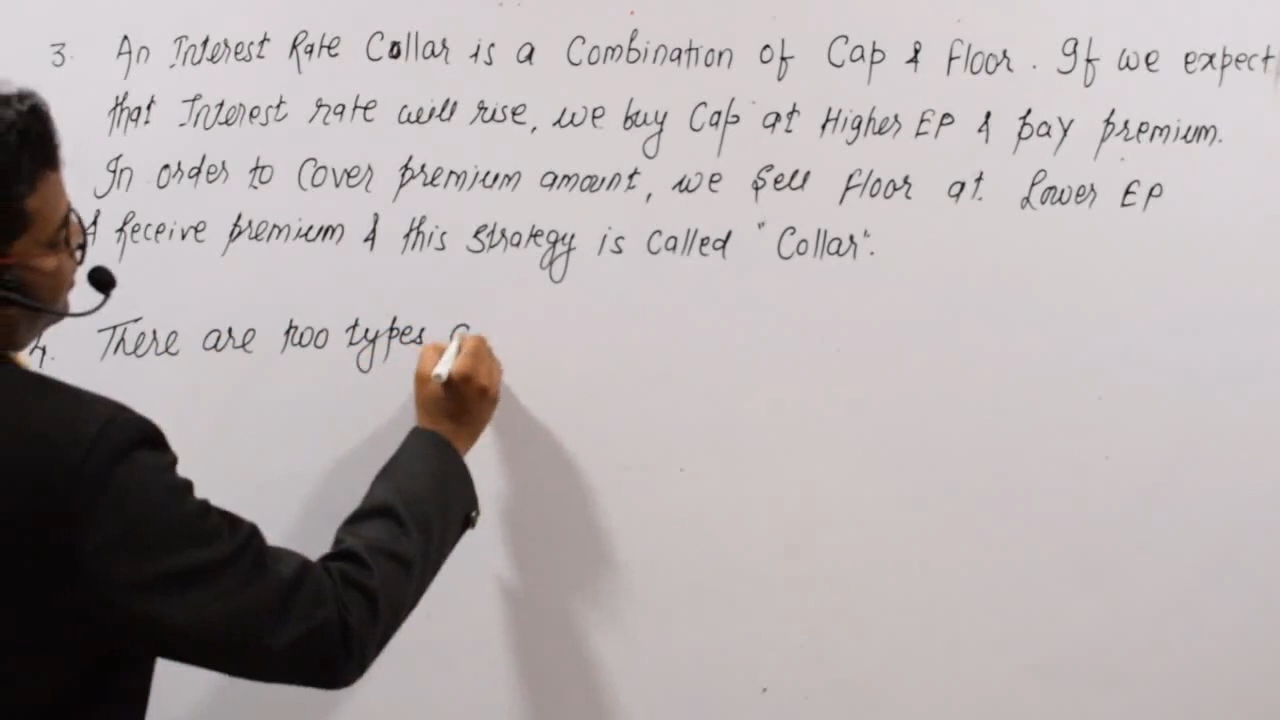 3. An Interest Rate Collar is a Combination of Cap & Floor. If we expect
that Interest rate will rise, we buy Cap at Higher EP & pay premium.
In order to Cover premium amount, we Sell Floor at Lower EP
& Receive premium & this strategy is called "Collar".
4. There are two types